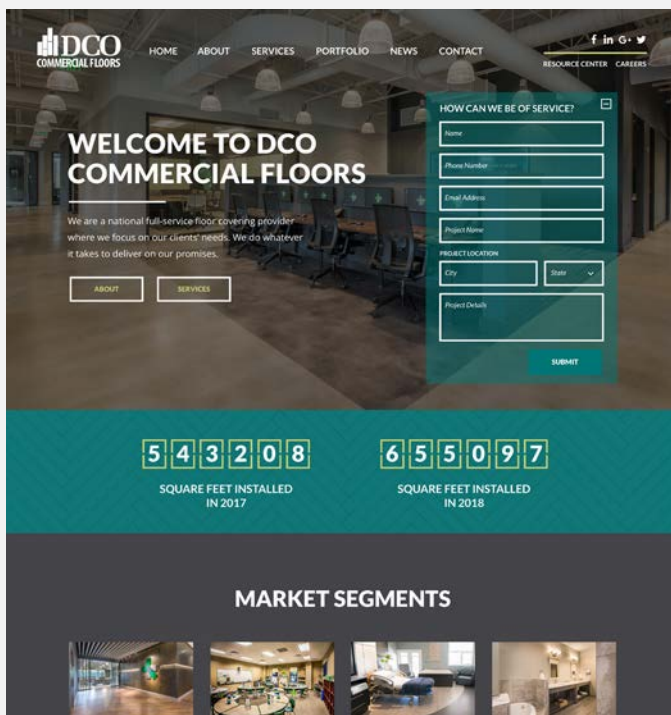 DCO
COMMERCIAL FLOORS
HOME ABOUT SERVICES PORTFOLIO NEWS CONTACT
f in G+
RESOURCE CENTER CAREERS
WELCOME TO DCO
COMMERCIAL FLOORS
We are a national full-service floor covering provider
where we focus on our clients' needs. We do whatever
it takes to deliver on our promises.
ABOUT SERVICES
HOW CAN WE BE OF SERVICE?
Name
Phone Number
Email Address
Project Name
PROJECT LOCATION
City State
Project Details
SUBMIT
543208
SQUARE FEET INSTALLED
IN 2017
655097
SQUARE FEET INSTALLED
IN 2018
MARKET SEGMENTS